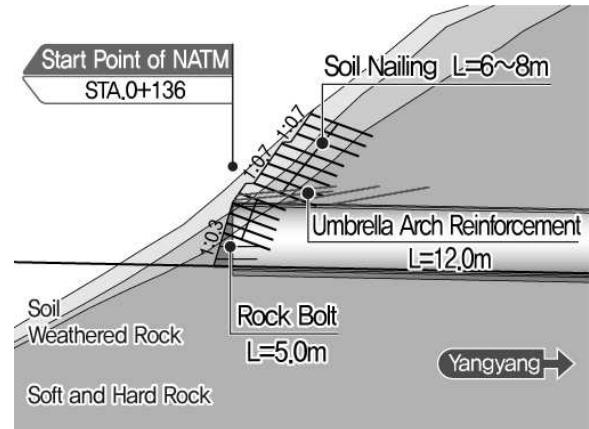 Start Point of NATM
STA.0+136
Soil Nailing L=6~8m
1:0.7
1:0.7
Umbrella Arch Reinforcement
L=12.0m
1:0.3
Rock Bolt
L=5.0m
Soil
Weathered Rock
Yangyang
Soft and Hard Rock